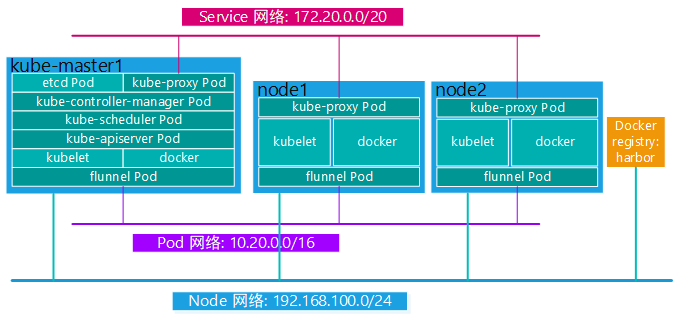 Service 网络: 172.20.0.0/20
kube-master1
etcd Pod
kube-proxy Pod
kube-controller-manager Pod
kube-scheduler Pod
kube-apiserver Pod
kubelet
docker
flunnel Pod
node1
kube-proxy Pod
kubelet
docker
flunnel Pod
node2
kube-proxy Pod
kubelet
docker
flunnel Pod
Docker
registry:
harbor
Pod 网络: 10.20.0.0/16
Node 网络: 192.168.100.0/24